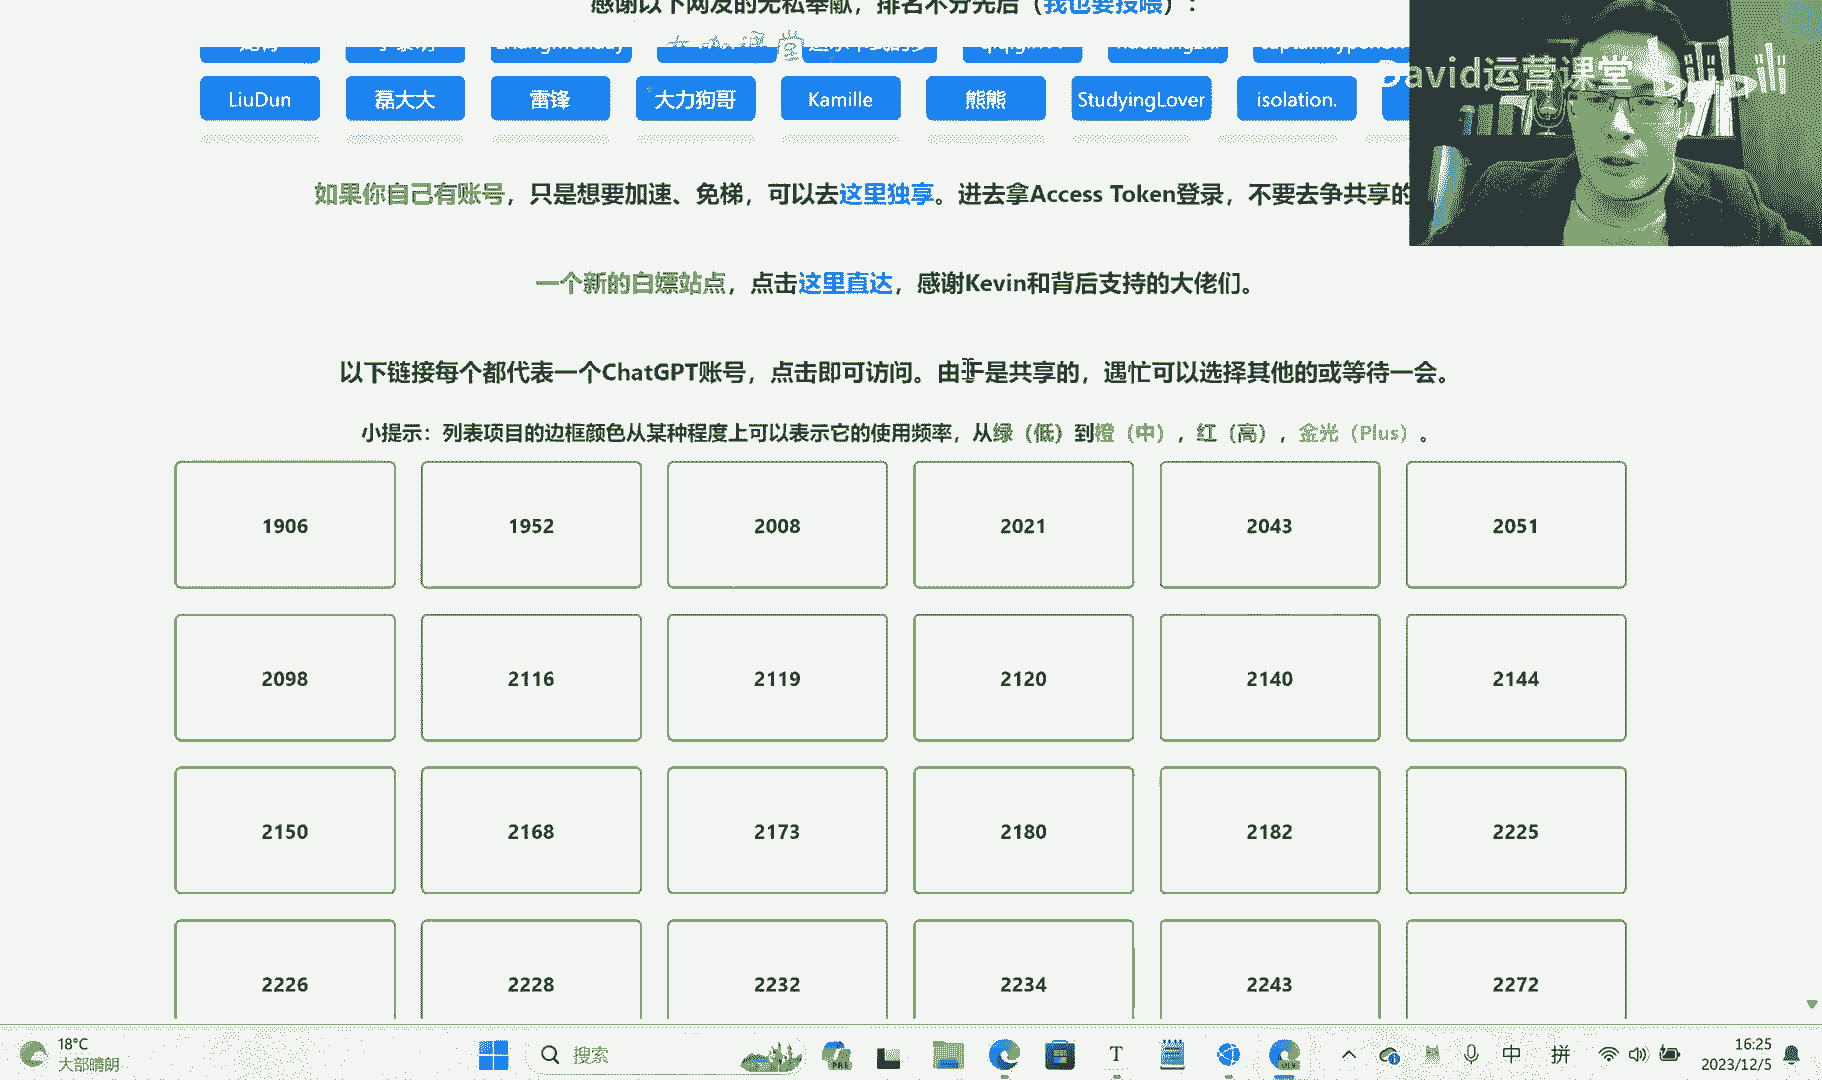 感谢以下网友的无私奉献，排名不分先后（我也要投喂）：
LiuDun 磊大大 雷锋 大力狗哥 Kamille 熊熊 StudyingLover isolation.
David运营课堂 bilibili
如果你自己有账号，只是想要加速、免梯，可以去这里独享。进去拿Access Token登录，不要去争共享的
一个新的白嫖站点，点击这里直达，感谢Kevin和背后支持的大佬们。
以下链接每个都代表一个ChatGPT账号，点击即可访问。由于是共享的，遇忙可以选择其他的或等待一会。
小提示：列表项目的边框颜色从某种程度上可以表示它的使用频率，从绿（低）到橙（中），红（高），金光（Plus）。
1906 1952 2008 2021 2043 2051
2098 2116 2119 2120 2140 2144
2150 2168 2173 2180 2182 2225
2226 2228 2232 2234 2243 2272
18°C
大部晴朗
搜索
PRE
中 拼
16:25
2023/12/5